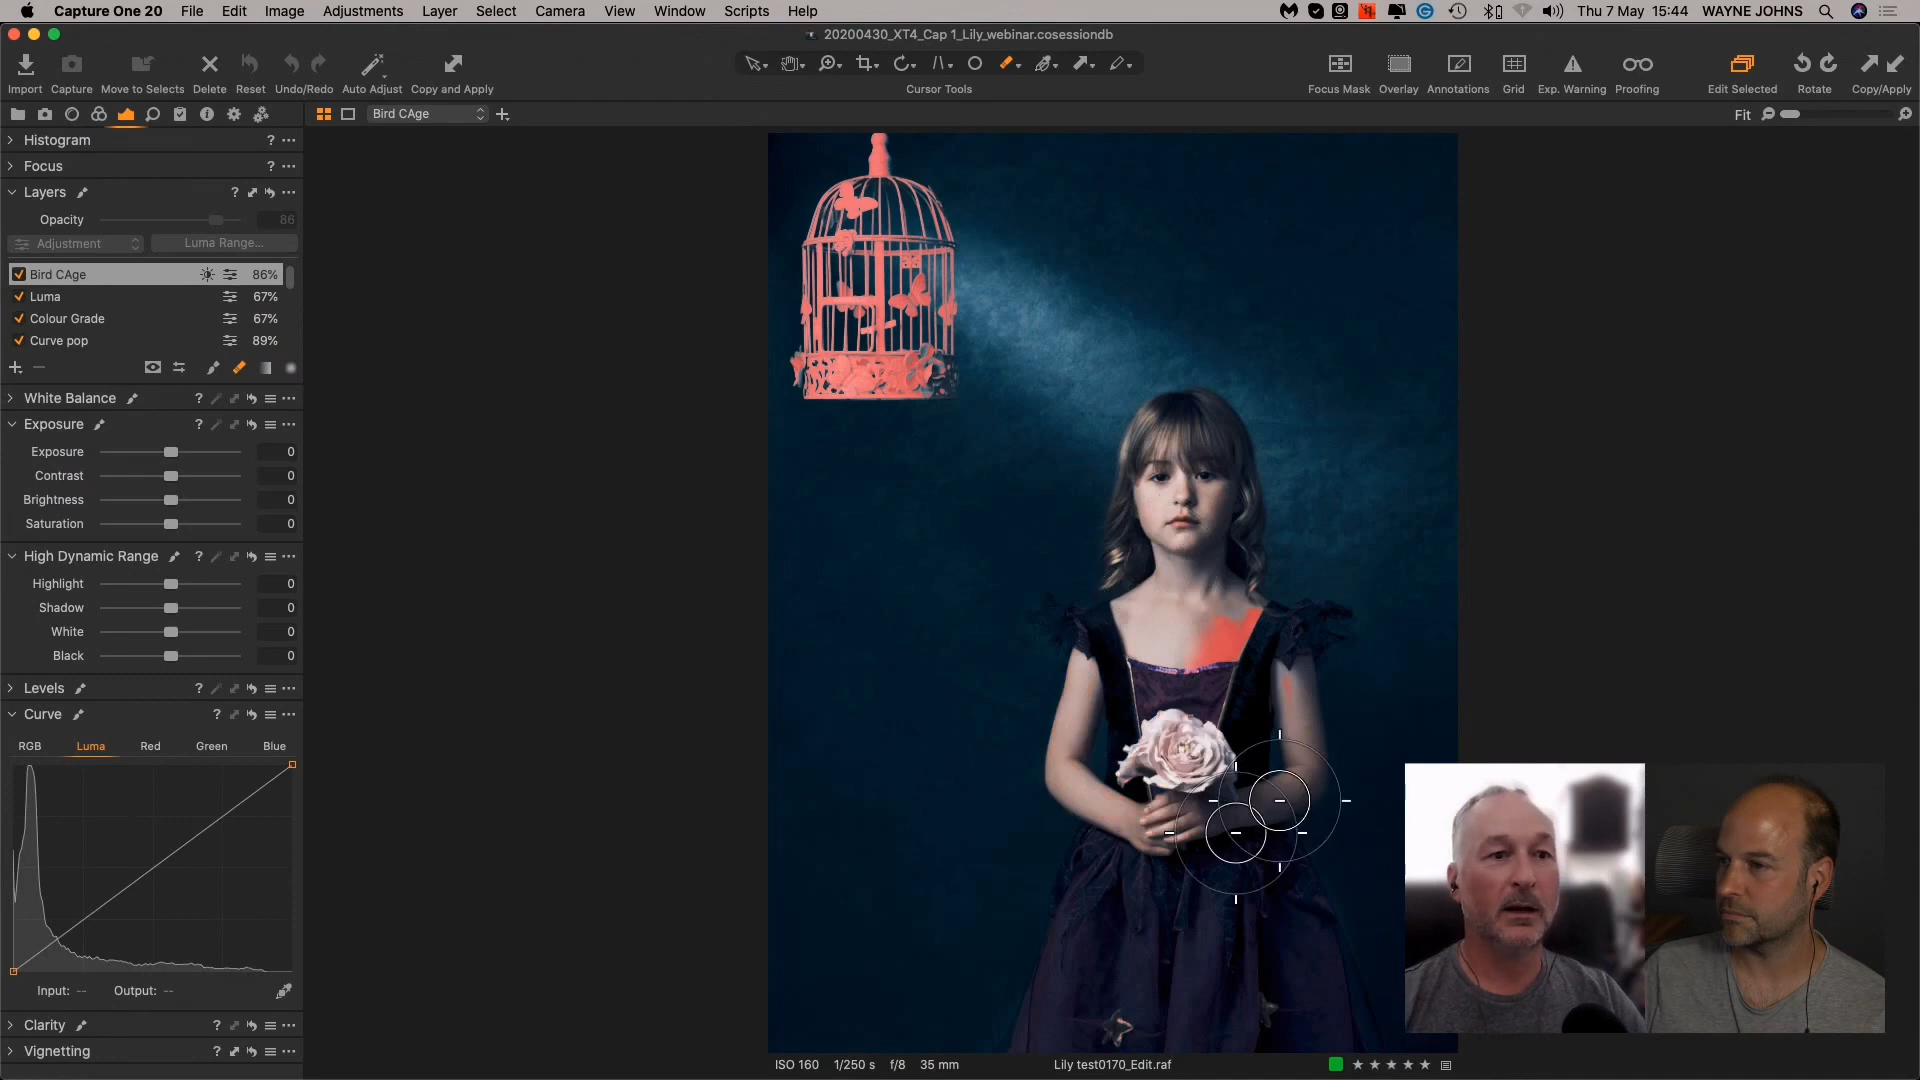 Capture One 20 File Edit Image Adjustments Layer Select Camera View Window Scripts Help Thu 7 May 15:44 WAYNE JOHNS
20200430_XT4_Cap 1_Lily_webinar.cosessiondb
Import Capture Move to Selects Delete Reset Undo/Redo Auto Adjust Copy and Apply Cursor Tools Focus Mask Overlay Annotations Grid Exp. Warning Proofing Edit Selected Rotate Copy/Apply
Bird CAge Fit
Histogram ? ...
Focus ? ...
Layers ? ...
Opacity 86
Adjustment Luma Range...
Bird CAge 86%
Luma 67%
Colour Grade 67%
Curve pop 89%
White Balance ? ...
Exposure ? ...
Exposure 0
Contrast 0
Brightness 0
Saturation 0
High Dynamic Range ? ...
Highlight 0
Shadow 0
White 0
Black 0
Levels ? ...
Curve ? ...
RGB Luma Red Green Blue
Input: -- Output: --
Clarity ? ...
Vignetting ? ...
ISO 160 1/250 s f/8 35 mm Lily test0170_Edit.raf